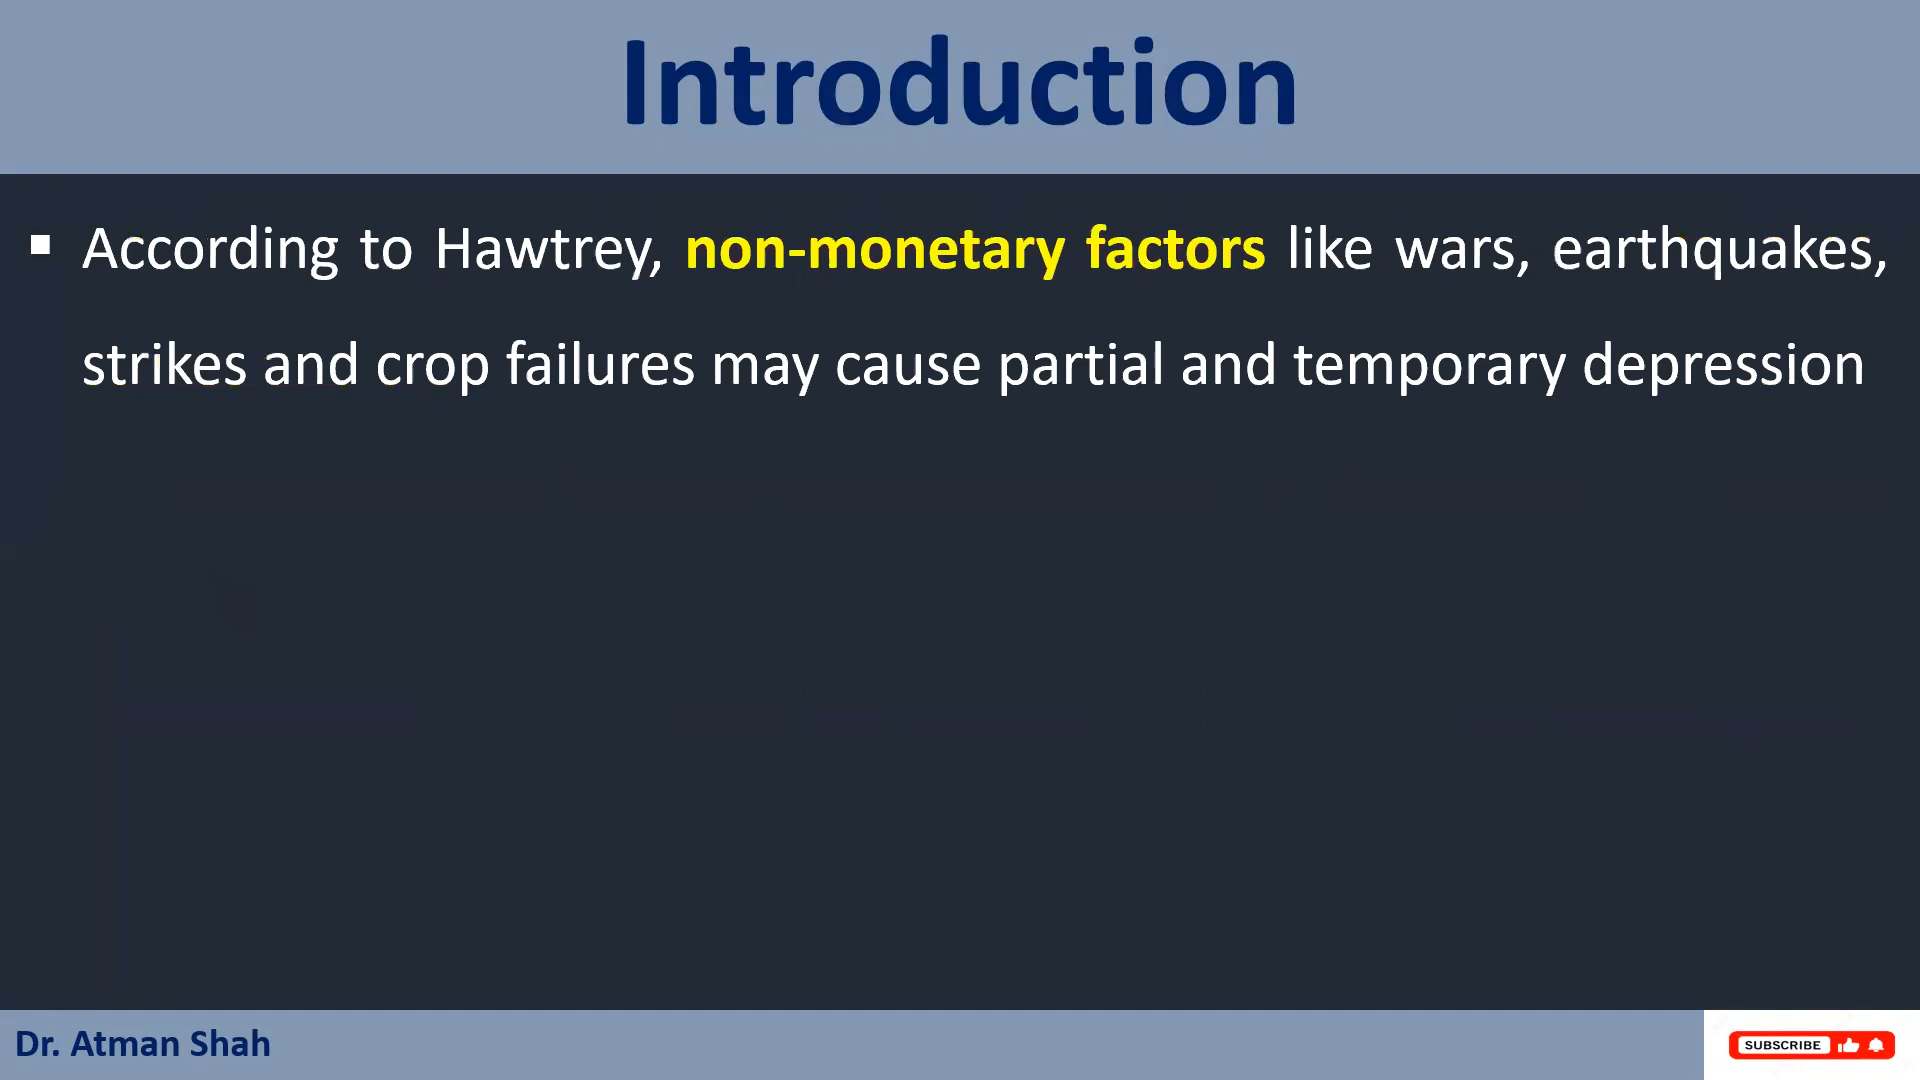 Introduction
▪ According to Hawtrey, non-monetary factors like wars, earthquakes,
strikes and crop failures may cause partial and temporary depression
Dr. Atman Shah
SUBSCRIBE